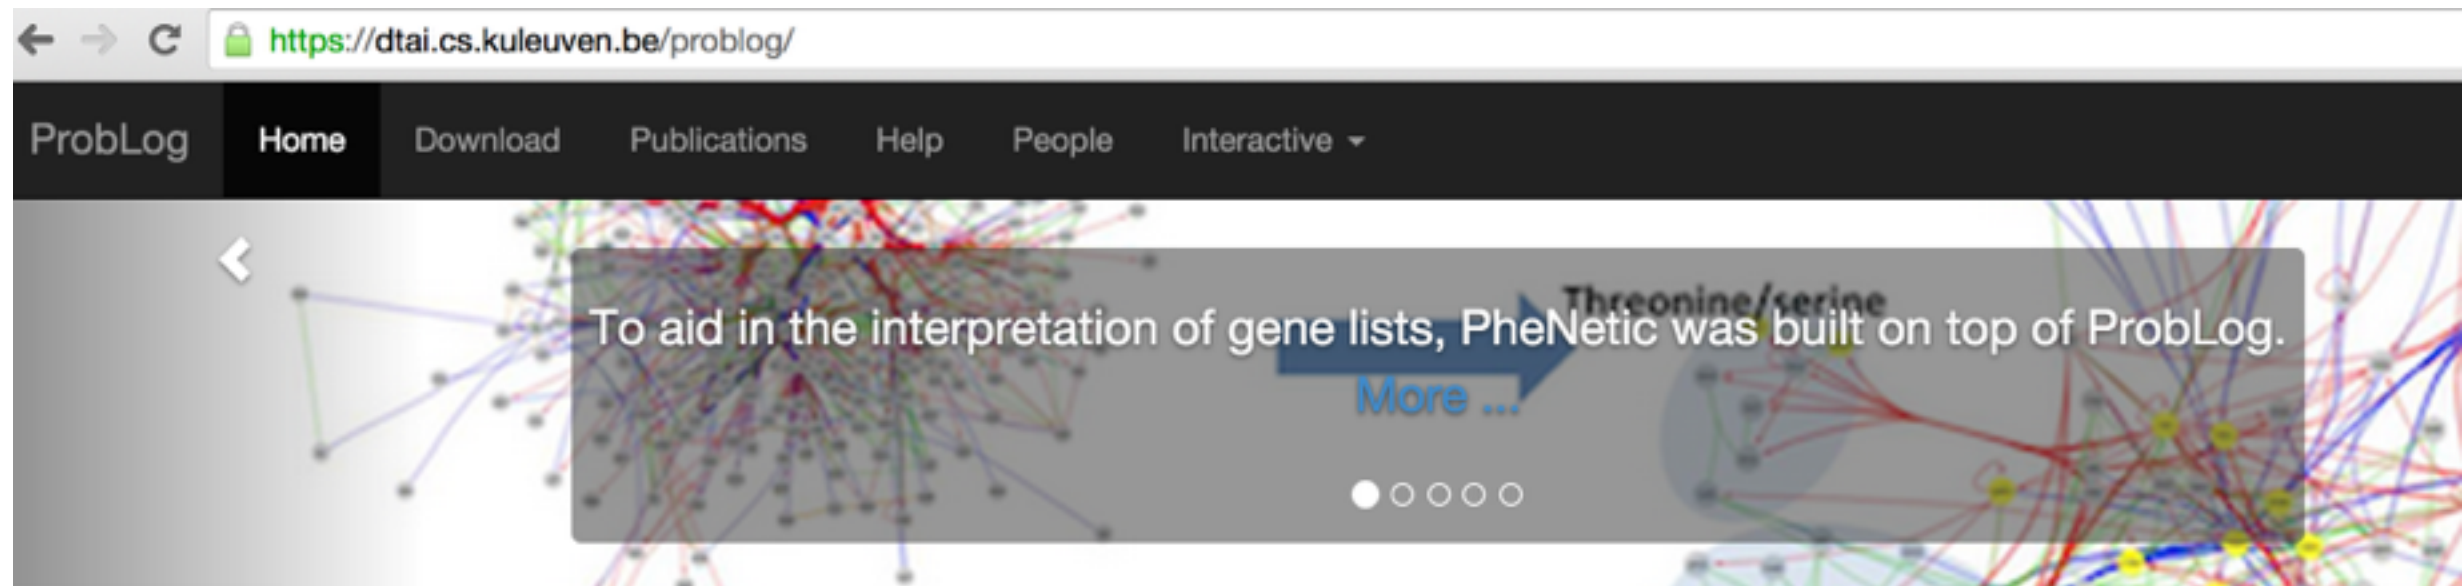 https://dtai.cs.kuleuven.be/problog/
ProbLog Home Download Publications Help People Interactive
Threonine/serine
To aid in the interpretation of gene lists, PheNetic was built on top of ProbLog.
More ...